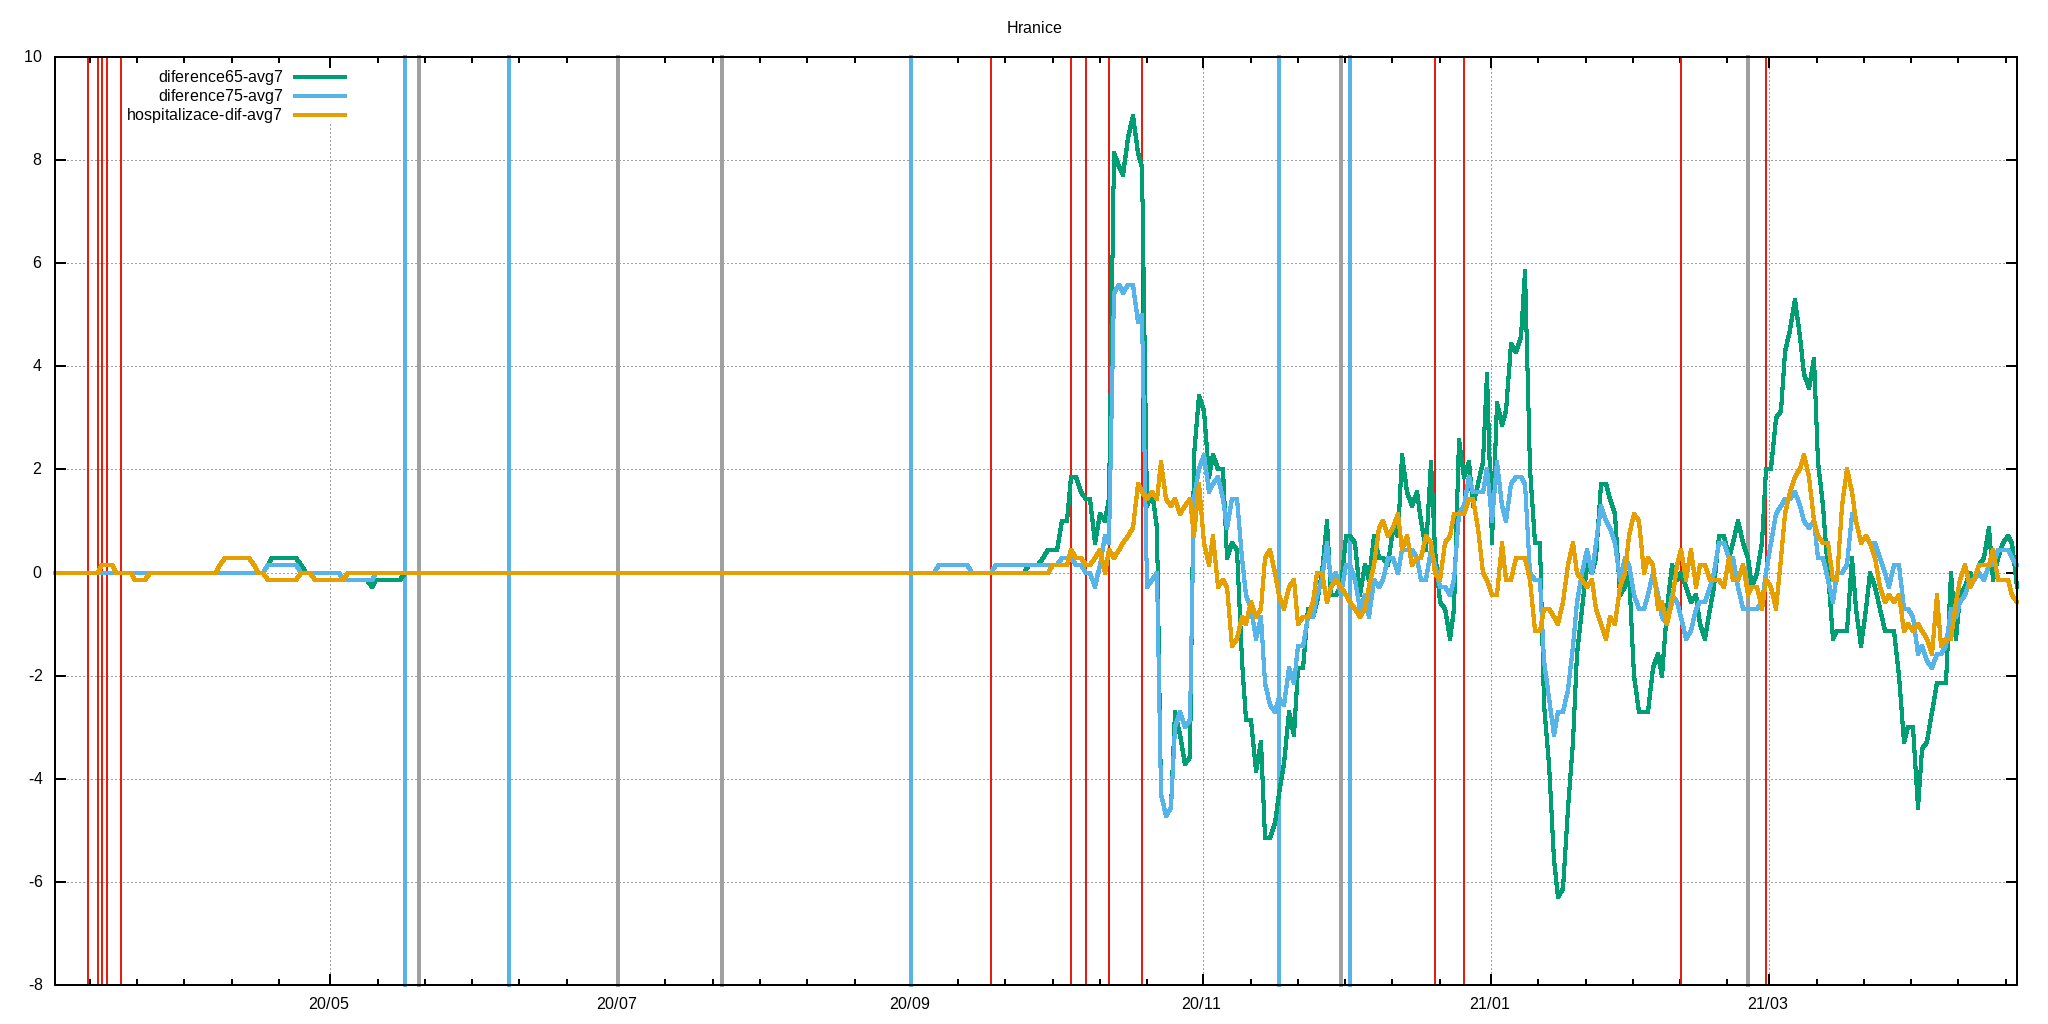 Hranice
10
8
6
4
2
0
-2
-4
-6
-8
diference65-avg7
diference75-avg7
hospitalizace-dif-avg7
20/05 20/07 20/09 20/11 21/01 21/03